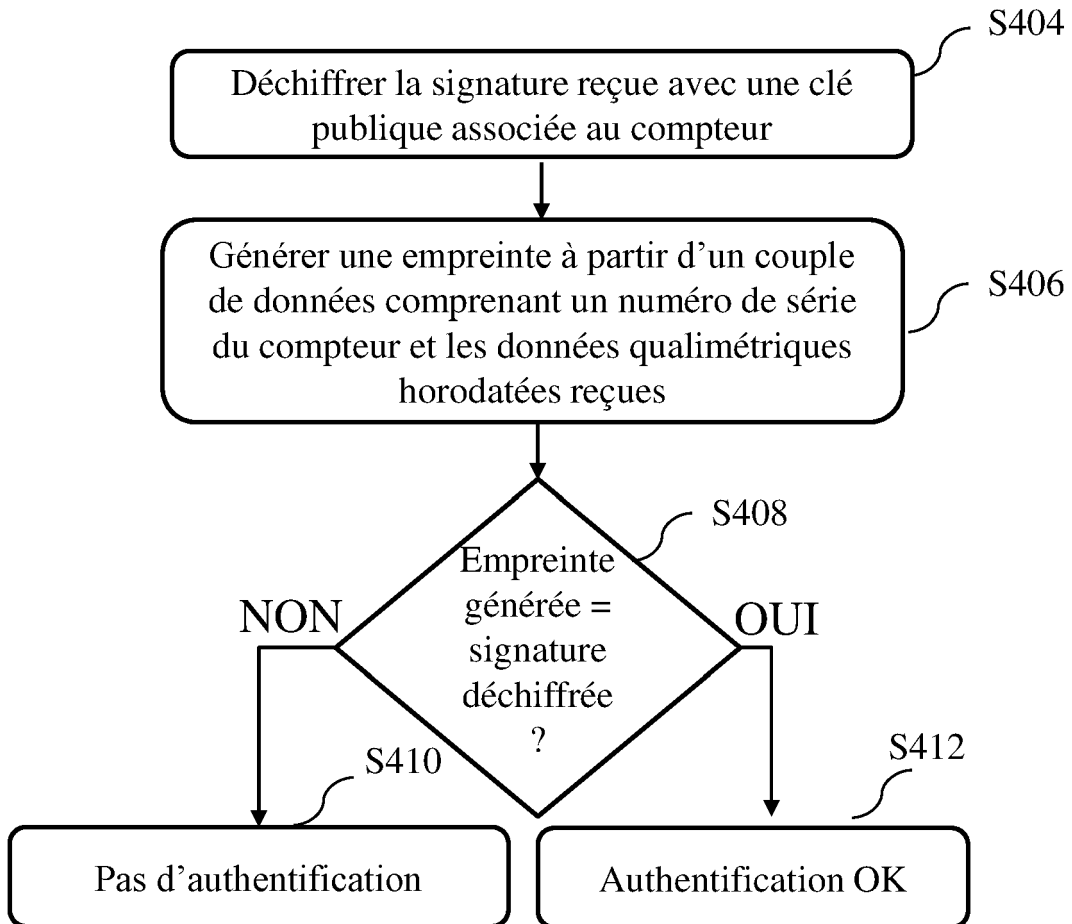 S404
Déchiffrer la signature reçue avec une clé
publique associée au compteur
Générer une empreinte à partir d’un couple
de données comprenant un numéro de série
du compteur et les données qualimétriques
horodatées reçues
S406
S408
Empreinte
générée =
signature
déchiffrée
?
NON
OUI
S410
S412
Pas d’authentification
Authentification OK